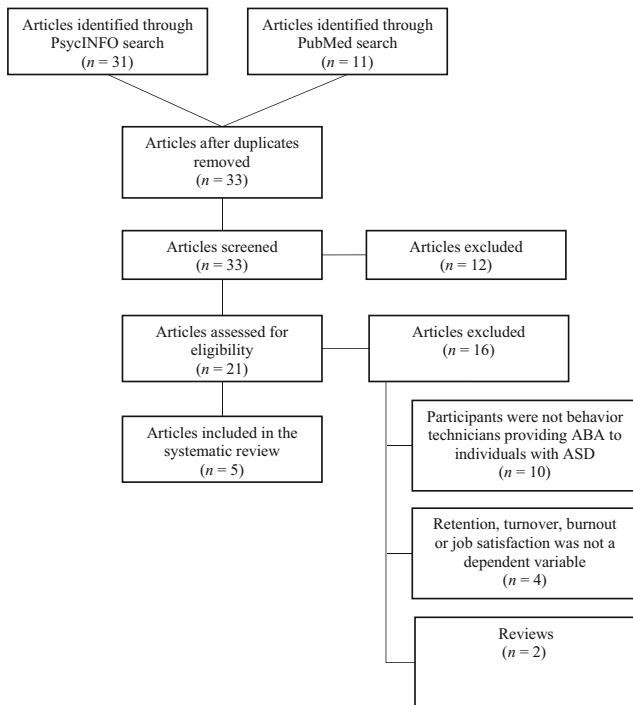 Articles identified through
PsycINFO search
(n = 31)
Articles identified through
PubMed search
(n = 11)
Articles after duplicates
removed
(n = 33)
Articles screened
(n = 33)
Articles excluded
(n = 12)
Articles assessed for
eligibility
(n = 21)
Articles excluded
(n = 16)
Articles included in the
systematic review
(n = 5)
Participants were not behavior
technicians providing ABA to
individuals with ASD
(n = 10)
Retention, turnover, burnout
or job satisfaction was not a
dependent variable
(n = 4)
Reviews
(n = 2)